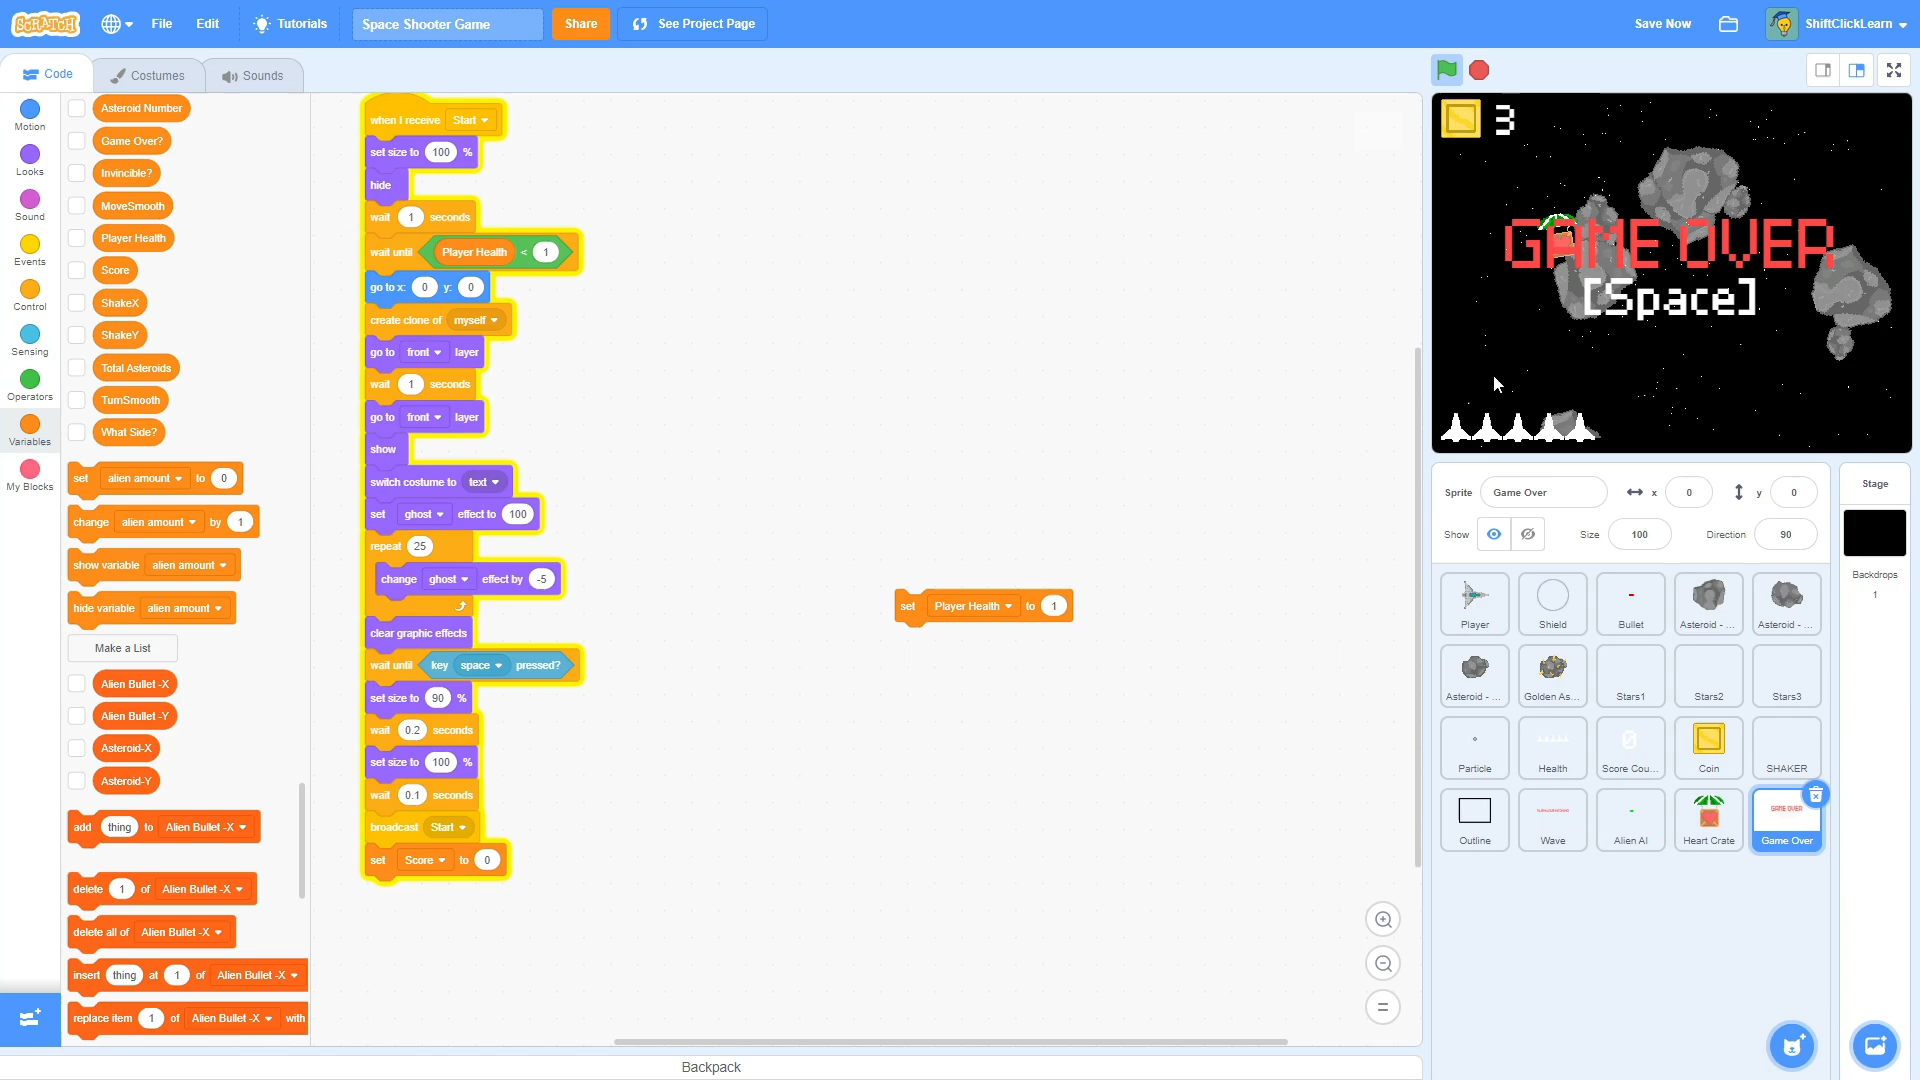 SCRATCH
File
Edit
Tutorials
Space Shooter Game
Share
See Project Page
Save Now
ShiftClickLearn
Code
Costumes
Sounds
Motion
Looks
Sound
Events
Control
Sensing
Operators
Variables
My Blocks
Asteroid Number
Game Over?
Invincible?
MoveSmooth
Player Health
Score
ShakeX
ShakeY
Total Asteroids
TurnSmooth
What Side?
set alien amount to 0
change alien amount by 1
show variable alien amount
hide variable alien amount
Make a List
Alien Bullet -X
Alien Bullet -Y
Asteroid-X
Asteroid-Y
add thing to Alien Bullet -X
delete 1 of Alien Bullet -X
delete all of Alien Bullet -X
insert thing at 1 of Alien Bullet -X
replace item 1 of Alien Bullet -X with
when I receive Start
set size to 100 %
hide
wait 1 seconds
wait until Player Health < 1
go to x: 0 y: 0
create clone of myself
go to front layer
wait 1 seconds
go to front layer
show
switch costume to text
set ghost effect to 100
repeat 25
change ghost effect by -5
clear graphic effects
wait until key space pressed?
set size to 90 %
wait 0.2 seconds
set size to 100 %
wait 0.1 seconds
broadcast Start
set Score to 0
set Player Health to 1
Backpack
3
GAME OVER
[Space]
Sprite Game Over x 0 y 0
Show Size 100 Direction 90
Player
Shield
Bullet
Asteroid - ...
Asteroid - ...
Asteroid - ...
Golden As...
Stars1
Stars2
Stars3
Particle
Health
0
Score Cou...
Coin
SHAKER
Outline
Wave
Alien AI
Heart Crate
GAME OVER
Game Over
Stage
Backdrops
1